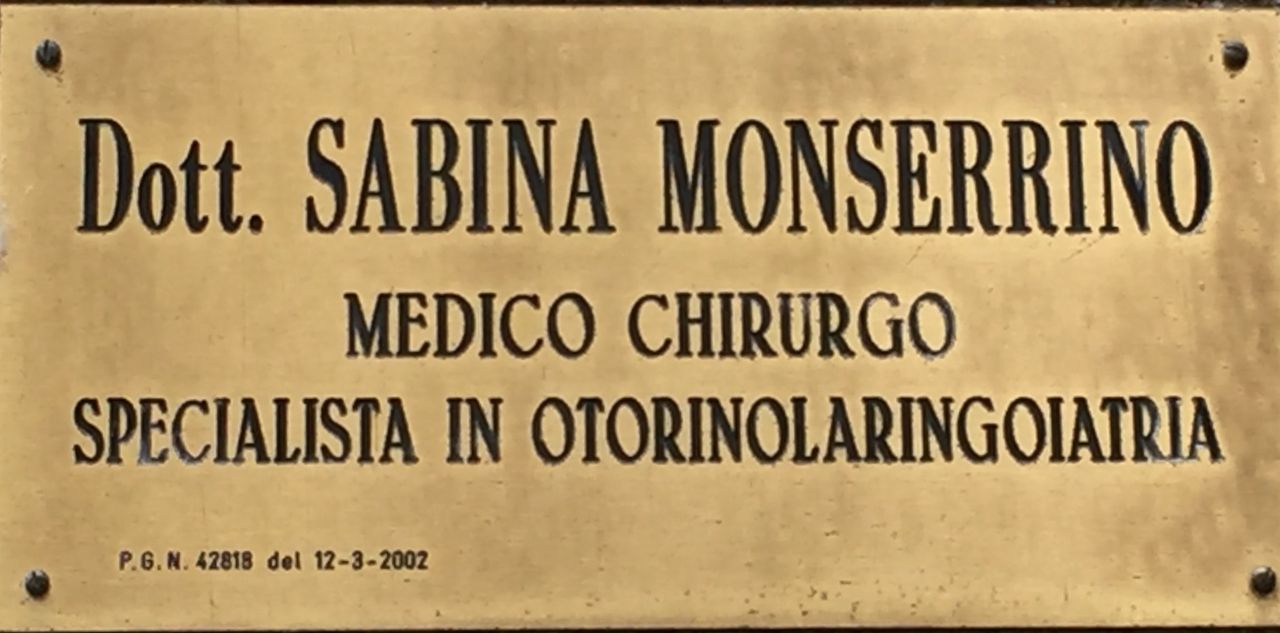 Dott. SABINA MONSERRINO
MEDICO CHIRURGO
SPECIALISTA IN OTORINOLARINGOIATRIA
P.G.N. 42818 del 12-3-2002